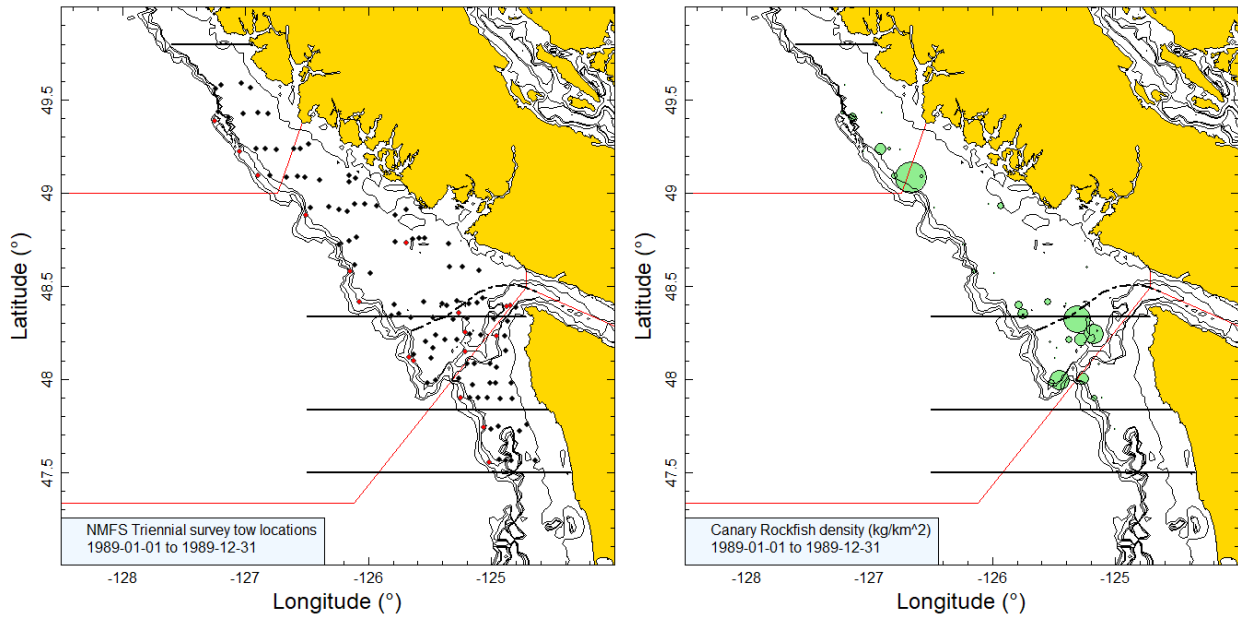 49.5
49
48.5
48
47.5
Latitude (°)
NMFS Triennial survey tow locations
1989-01-01 to 1989-12-31
-128
-127
-126
-125
-124
Longitude (°)
49.5
49
48.5
48
47.5
Latitude (°)
Canary Rockfish density (kg/km^2)
1989-01-01 to 1989-12-31
-128
-127
-126
-125
-124
Longitude (°)